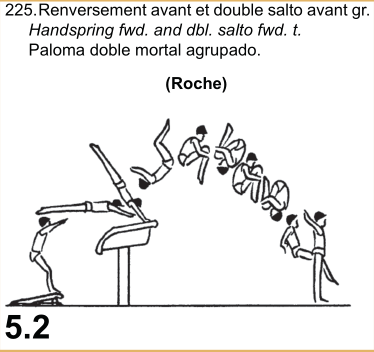 225.Renversement avant et double salto avant gr.
Handspring fwd. and dbl. salto fwd. t.
Paloma doble mortal agrupado.
(Roche)
5.2